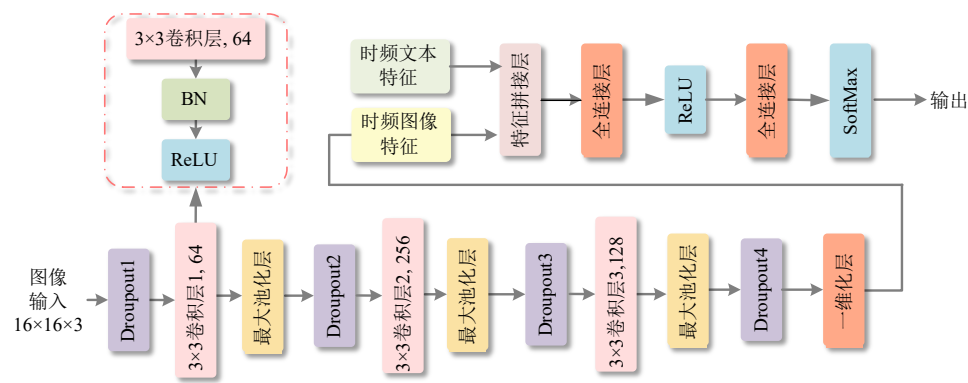 3×3卷积层, 64
BN
ReLU
时频文本
特征
时频图像
特征
特征拼接层
全连接层
ReLU
全连接层
SoftMax
输出
图像
输入
16×16×3
Droupout1
3×3卷积层1, 64
最大池化层
Droupout2
3×3卷积层2, 256
最大池化层
Droupout3
3×3卷积层3,128
最大池化层
Droupout4
一维化层